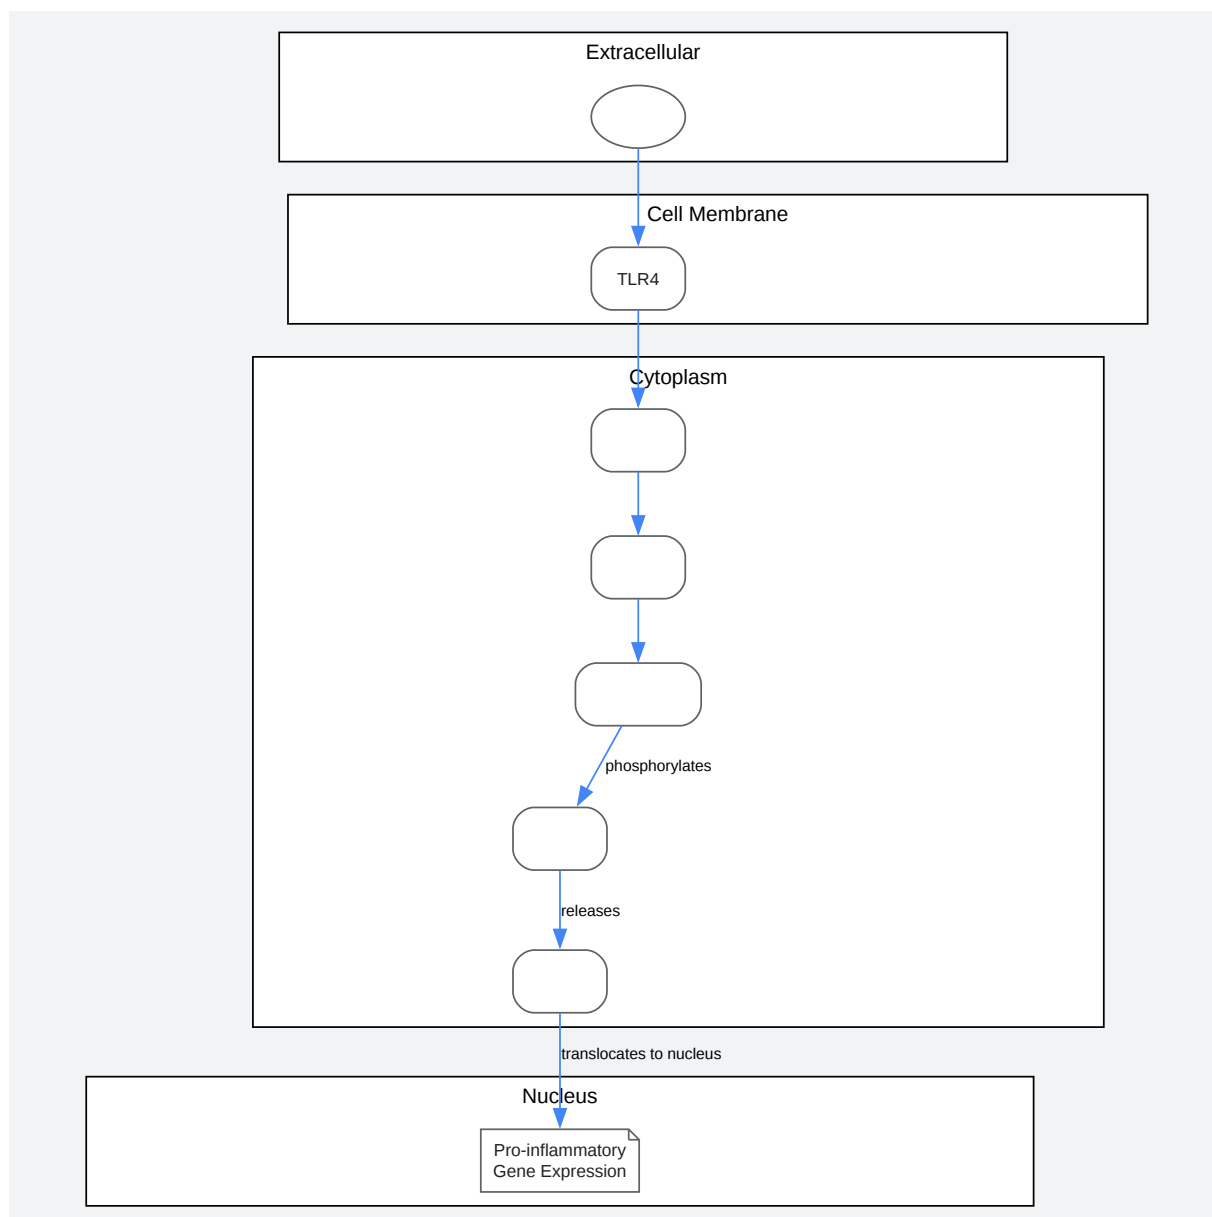 Extracellular
Cell Membrane
TLR4
Cytoplasm
phosphorylates
releases
translocates to nucleus
Nucleus
Pro-inflammatory
Gene Expression